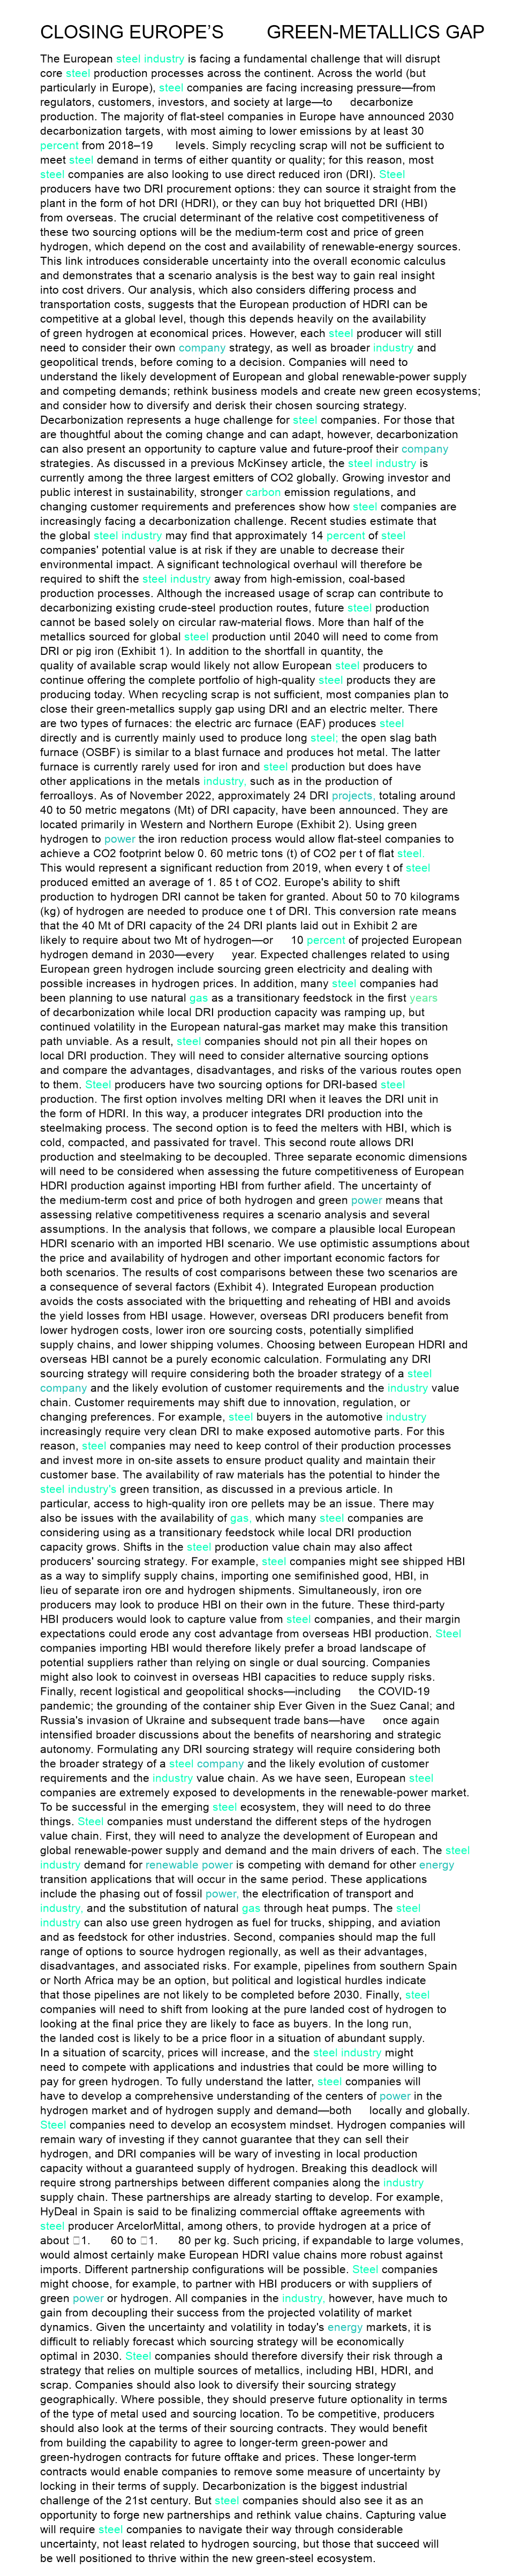 CLOSING EUROPE'S GREEN-METALLICS GAP
The European steel industry is facing a fundamental challenge that will disrupt
core steel production processes across the continent. Across the world (but
particularly in Europe), steel companies are facing increasing pressure—from
regulators, customers, investors, and society at large—to decarbonize
production. The majority of flat-steel companies in Europe have announced 2030
decarbonization targets, with most aiming to lower emissions by at least 30
percent from 2018–19 levels. Simply recycling scrap will not be sufficient to
meet steel demand in terms of either quantity or quality; for this reason, most
steel companies are also looking to use direct reduced iron (DRI). Steel
producers have two DRI procurement options: they can source it straight from the
plant in the form of hot DRI (HDRI), or they can buy hot briquetted DRI (HBI)
from overseas. The crucial determinant of the relative cost competitiveness of
these two sourcing options will be the medium-term cost and price of green
hydrogen, which depend on the cost and availability of renewable-energy sources.
This link introduces considerable uncertainty into the overall economic calculus
and demonstrates that a scenario analysis is the best way to gain real insight
into cost drivers. Our analysis, which also considers differing process and
transportation costs, suggests that the European production of HDRI can be
competitive at a global level, though this depends heavily on the availability
of green hydrogen at economical prices. However, each steel producer will still
need to consider their own company strategy, as well as broader industry and
geopolitical trends, before coming to a decision. Companies will need to
understand the likely development of European and global renewable-power supply
and competing demands; rethink business models and create new green ecosystems;
and consider how to diversify and derisk their chosen sourcing strategy.
Decarbonization represents a huge challenge for steel companies. For those that
are thoughtful about the coming change and can adapt, however, decarbonization
can also present an opportunity to capture value and future-proof their company
strategies. As discussed in a previous McKinsey article, the steel industry is
currently among the three largest emitters of CO2 globally. Growing investor and
public interest in sustainability, stronger carbon emission regulations, and
changing customer requirements and preferences show how steel companies are
increasingly facing a decarbonization challenge. Recent studies estimate that
the global steel industry may find that approximately 14 percent of steel
companies' potential value is at risk if they are unable to decrease their
environmental impact. A significant technological overhaul will therefore be
required to shift the steel industry away from high-emission, coal-based
production processes. Although the increased usage of scrap can contribute to
decarbonizing existing crude-steel production routes, future steel production
cannot be based solely on circular raw-material flows. More than half of the
metallics sourced for global steel production until 2040 will need to come from
DRI or pig iron (Exhibit 1). In addition to the shortfall in quantity, the
quality of available scrap would likely not allow European steel producers to
continue offering the complete portfolio of high-quality steel products they are
producing today. When recycling scrap is not sufficient, most companies plan to
close their green-metallics supply gap using DRI and an electric melter. There
are two types of furnaces: the electric arc furnace (EAF) produces steel
directly and is currently mainly used to produce long steel; the open slag bath
furnace (OSBF) is similar to a blast furnace and produces hot metal. The latter
furnace is currently rarely used for iron and steel production but does have
other applications in the metals industry, such as in the production of
ferroalloys. As of November 2022, approximately 24 DRI projects, totaling around
40 to 50 metric megatons (Mt) of DRI capacity, have been announced. They are
located primarily in Western and Northern Europe (Exhibit 2). Using green
hydrogen to power the iron reduction process would allow flat-steel companies to
achieve a CO2 footprint below 0. 60 metric tons (t) of CO2 per t of flat steel.
This would represent a significant reduction from 2019, when every t of steel
produced emitted an average of 1. 85 t of CO2. Europe's ability to shift
production to hydrogen DRI cannot be taken for granted. About 50 to 70 kilograms
(kg) of hydrogen are needed to produce one t of DRI. This conversion rate means
that the 40 Mt of DRI capacity of the 24 DRI plants laid out in Exhibit 2 are
likely to require about two Mt of hydrogen—or 10 percent of projected European
hydrogen demand in 2030—every year. Expected challenges related to using
European green hydrogen include sourcing green electricity and dealing with
possible increases in hydrogen prices. In addition, many steel companies had
been planning to use natural gas as a transitionary feedstock in the first years
of decarbonization while local DRI production capacity was ramping up, but
continued volatility in the European natural-gas market may make this transition
path unviable. As a result, steel companies should not pin all their hopes on
local DRI production. They will need to consider alternative sourcing options
and compare the advantages, disadvantages, and risks of the various routes open
to them. Steel producers have two sourcing options for DRI-based steel
production. The first option involves melting DRI when it leaves the DRI unit in
the form of HDRI. In this way, a producer integrates DRI production into the
steelmaking process. The second option is to feed the melters with HBI, which is
cold, compacted, and passivated for travel. This second route allows DRI
production and steelmaking to be decoupled. Three separate economic dimensions
will need to be considered when assessing the future competitiveness of European
HDRI production against importing HBI from further afield. The uncertainty of
the medium-term cost and price of both hydrogen and green power means that
assessing relative competitiveness requires a scenario analysis and several
assumptions. In the analysis that follows, we compare a plausible local European
HDRI scenario with an imported HBI scenario. We use optimistic assumptions about
the price and availability of hydrogen and other important economic factors for
both scenarios. The results of cost comparisons between these two scenarios are
a consequence of several factors (Exhibit 4). Integrated European production
avoids the costs associated with the briquetting and reheating of HBI and avoids
the yield losses from HBI usage. However, overseas DRI producers benefit from
lower hydrogen costs, lower iron ore sourcing costs, potentially simplified
supply chains, and lower shipping volumes. Choosing between European HDRI and
overseas HBI cannot be a purely economic calculation. Formulating any DRI
sourcing strategy will require considering both the broader strategy of a steel
company and the likely evolution of customer requirements and the industry value
chain. Customer requirements may shift due to innovation, regulation, or
changing preferences. For example, steel buyers in the automotive industry
increasingly require very clean DRI to make exposed automotive parts. For this
reason, steel companies may need to keep control of their production processes
and invest more in on-site assets to ensure product quality and maintain their
customer base. The availability of raw materials has the potential to hinder the
steel industry's green transition, as discussed in a previous article. In
particular, access to high-quality iron ore pellets may be an issue. There may
also be issues with the availability of gas, which many steel companies are
considering using as a transitionary feedstock while local DRI production
capacity grows. Shifts in the steel production value chain may also affect
producers' sourcing strategy. For example, steel companies might see shipped HBI
as a way to simplify supply chains, importing one semifinished good, HBI, in
lieu of separate iron ore and hydrogen shipments. Simultaneously, iron ore
producers may look to produce HBI on their own in the future. These third-party
HBI producers would look to capture value from steel companies, and their margin
expectations could erode any cost advantage from overseas HBI production. Steel
companies importing HBI would therefore likely prefer a broad landscape of
potential suppliers rather than relying on single or dual sourcing. Companies
might also look to coinvest in overseas HBI capacities to reduce supply risks.
Finally, recent logistical and geopolitical shocks—including the COVID-19
pandemic; the grounding of the container ship Ever Given in the Suez Canal; and
Russia's invasion of Ukraine and subsequent trade bans—have once again
intensified broader discussions about the benefits of nearshoring and strategic
autonomy. Formulating any DRI sourcing strategy will require considering both
the broader strategy of a steel company and the likely evolution of customer
requirements and the industry value chain. As we have seen, European steel
companies are extremely exposed to developments in the renewable-power market.
To be successful in the emerging steel ecosystem, they will need to do three
things. Steel companies must understand the different steps of the hydrogen
value chain. First, they will need to analyze the development of European and
global renewable-power supply and demand and the main drivers of each. The steel
industry demand for renewable power is competing with demand for other energy
transition applications that will occur in the same period. These applications
include the phasing out of fossil power, the electrification of transport and
industry, and the substitution of natural gas through heat pumps. The steel
industry can also use green hydrogen as fuel for trucks, shipping, and aviation
and as feedstock for other industries. Second, companies should map the full
range of options to source hydrogen regionally, as well as their advantages,
disadvantages, and associated risks. For example, pipelines from southern Spain
or North Africa may be an option, but political and logistical hurdles indicate
that those pipelines are not likely to be completed before 2030. Finally, steel
companies will need to shift from looking at the pure landed cost of hydrogen to
looking at the final price they are likely to face as buyers. In the long run,
the landed cost is likely to be a price floor in a situation of abundant supply.
In a situation of scarcity, prices will increase, and the steel industry might
need to compete with applications and industries that could be more willing to
pay for green hydrogen. To fully understand the latter, steel companies will
have to develop a comprehensive understanding of the centers of power in the
hydrogen market and of hydrogen supply and demand—both locally and globally.
Steel companies need to develop an ecosystem mindset. Hydrogen companies will
remain wary of investing if they cannot guarantee that they can sell their
hydrogen, and DRI companies will be wary of investing in local production
capacity without a guaranteed supply of hydrogen. Breaking this deadlock will
require strong partnerships between different companies along the industry
supply chain. These partnerships are already starting to develop. For example,
HyDeal in Spain is said to be finalizing commercial offtake agreements with
steel producer ArcelorMittal, among others, to provide hydrogen at a price of
about □1. 60 to □1. 80 per kg. Such pricing, if expandable to large volumes,
would almost certainly make European HDRI value chains more robust against
imports. Different partnership configurations will be possible. Steel companies
might choose, for example, to partner with HBI producers or with suppliers of
green power or hydrogen. All companies in the industry, however, have much to
gain from decoupling their success from the projected volatility of market
dynamics. Given the uncertainty and volatility in today's energy markets, it is
difficult to reliably forecast which sourcing strategy will be economically
optimal in 2030. Steel companies should therefore diversify their risk through a
strategy that relies on multiple sources of metallics, including HBI, HDRI, and
scrap. Companies should also look to diversify their sourcing strategy
geographically. Where possible, they should preserve future optionality in terms
of the type of metal used and sourcing location. To be competitive, producers
should also look at the terms of their sourcing contracts. They would benefit
from building the capability to agree to longer-term green-power and
green-hydrogen contracts for future offtake and prices. These longer-term
contracts would enable companies to remove some measure of uncertainty by
locking in their terms of supply. Decarbonization is the biggest industrial
challenge of the 21st century. But steel companies should also see it as an
opportunity to forge new partnerships and rethink value chains. Capturing value
will require steel companies to navigate their way through considerable
uncertainty, not least related to hydrogen sourcing, but those that succeed will
be well positioned to thrive within the new green-steel ecosystem.